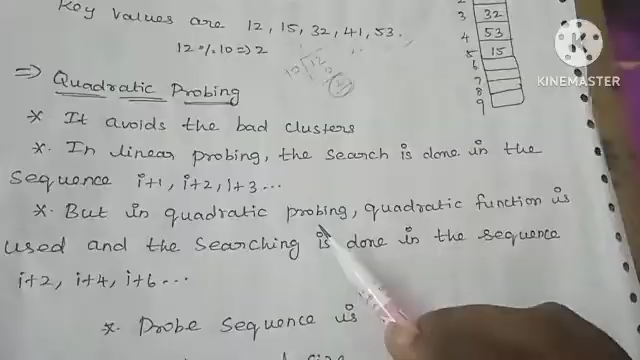 Key values are 12, 15, 32, 41, 53.
12 % 10 => 2
3 32
4 53
5 15
6
7
8
9
KINEMASTER
=> Quadratic Probing
* It avoids the bad clusters
* In linear probing, the search is done in the
sequence i+1, i+2, i+3...
* But in quadratic probing, quadratic function is
used and the searching is done in the sequence
i+2, i+4, i+6...
* Probe sequence is